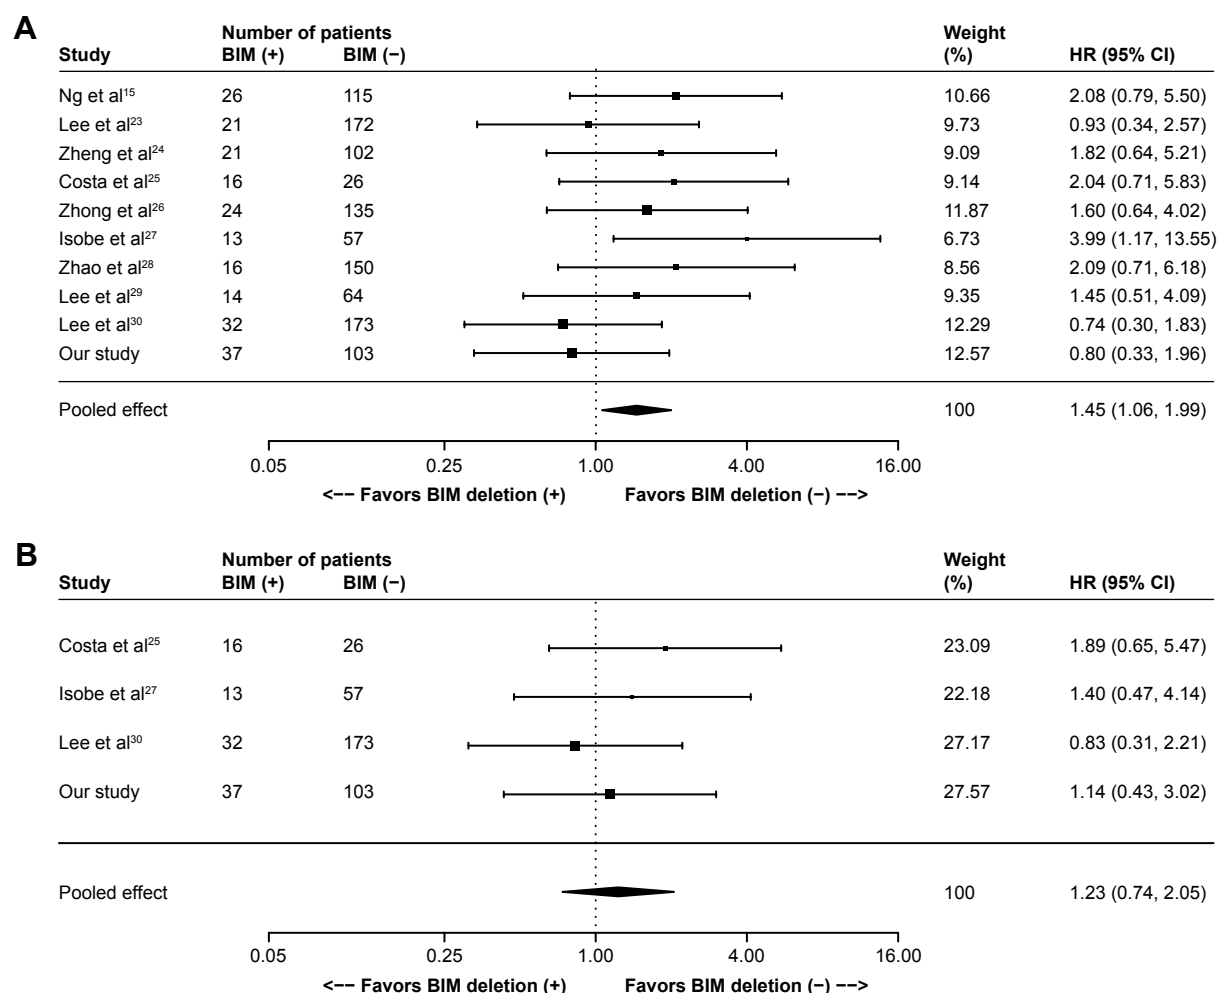 A
Number of patients Weight
Study BIM (+) BIM (−) (%) HR (95% CI)
Ng et al15 26 115 10.66 2.08 (0.79, 5.50)
Lee et al23 21 172 9.73 0.93 (0.34, 2.57)
Zheng et al24 21 102 9.09 1.82 (0.64, 5.21)
Costa et al25 16 26 9.14 2.04 (0.71, 5.83)
Zhong et al26 24 135 11.87 1.60 (0.64, 4.02)
Isobe et al27 13 57 6.73 3.99 (1.17, 13.55)
Zhao et al28 16 150 8.56 2.09 (0.71, 6.18)
Lee et al29 14 64 9.35 1.45 (0.51, 4.09)
Lee et al30 32 173 12.29 0.74 (0.30, 1.83)
Our study 37 103 12.57 0.80 (0.33, 1.96)
Pooled effect 100 1.45 (1.06, 1.99)
0.05 0.25 1.00 4.00 16.00
<−− Favors BIM deletion (+) Favors BIM deletion (−) −−>
B
Number of patients Weight
Study BIM (+) BIM (−) (%) HR (95% CI)
Costa et al25 16 26 23.09 1.89 (0.65, 5.47)
Isobe et al27 13 57 22.18 1.40 (0.47, 4.14)
Lee et al30 32 173 27.17 0.83 (0.31, 2.21)
Our study 37 103 27.57 1.14 (0.43, 3.02)
Pooled effect 100 1.23 (0.74, 2.05)
0.05 0.25 1.00 4.00 16.00
<−− Favors BIM deletion (+) Favors BIM deletion (−) −−>